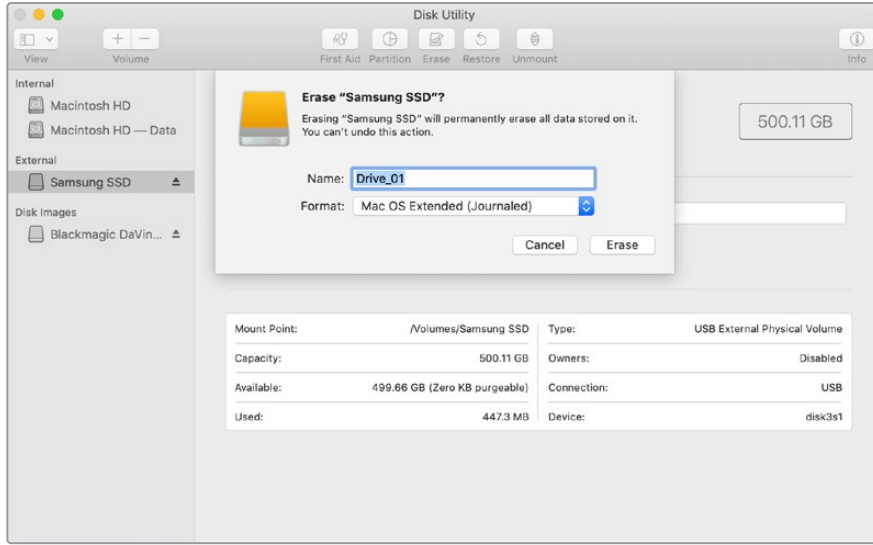 Disk Utility
View
Volume
First Aid
Partition
Erase
Restore
Unmount
Info
Internal
Macintosh HD
Macintosh HD — Data
External
Samsung SSD
Disk Images
Blackmagic DaVin...
Erase “Samsung SSD”?
Erasing “Samsung SSD” will permanently erase all data stored on it.
You can’t undo this action.
Name: Drive_01
Format: Mac OS Extended (Journaled)
Cancel
Erase
500.11 GB
Mount Point: /Volumes/Samsung SSD
Type: USB External Physical Volume
Capacity: 500.11 GB
Owners: Disabled
Available: 499.66 GB (Zero KB purgeable)
Connection: USB
Used: 447.3 MB
Device: disk3s1